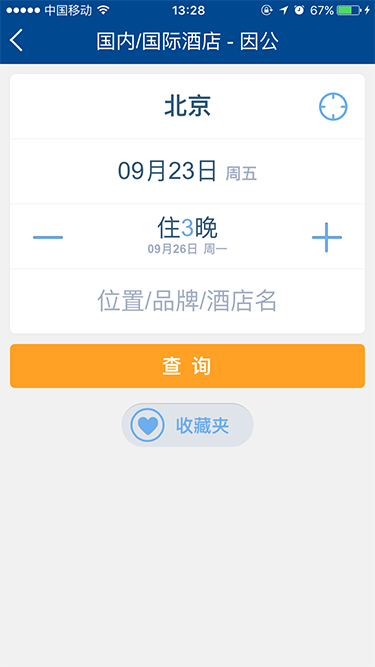 中国移动 13:28 67%
国内/国际酒店 - 因公
北京
09月23日 周五
住3晚
09月26日 周一
位置/品牌/酒店名
查 询
收藏夹